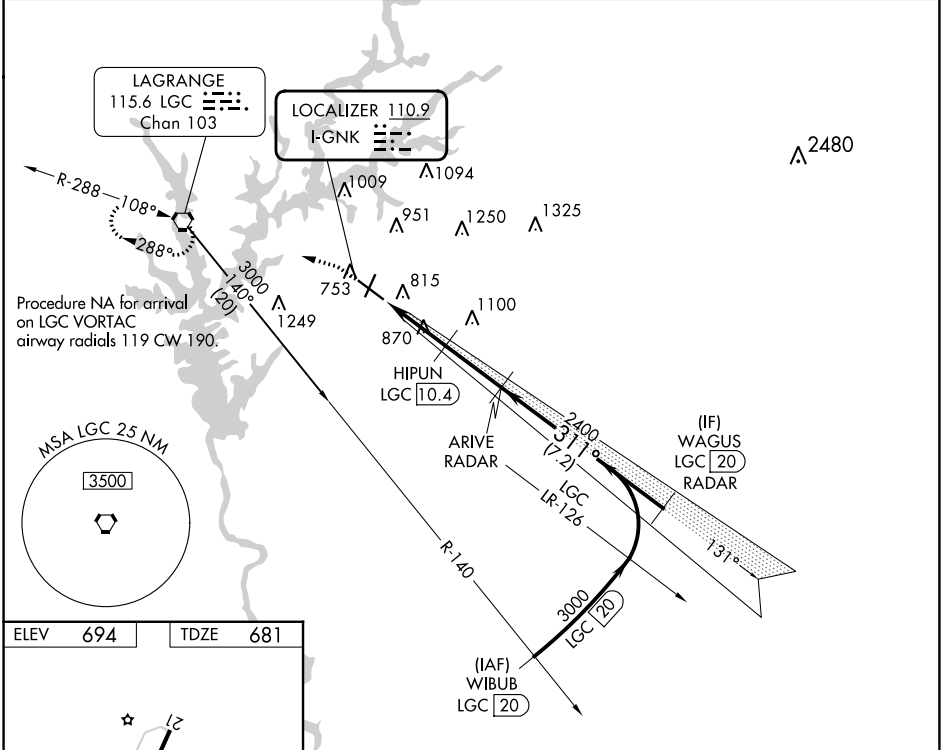 LAGRANGE
115.6 LGC
Chan 103
LOCALIZER 110.9
I-GNK
2480
1094
1009
R-288
108°
288°
951
1250
1325
3000
140°
(20)
753
815
1249
1100
870
Procedure NA for arrival
on LGC VORTAC
airway radials 119 CW 190.
HIPUN
LGC 10.4
ARIVE
RADAR
2400
311°
(7.2)
(IF)
WAGUS
LGC 20
RADAR
LGC
LR-126
131°
MSA LGC 25 NM
3500
R-140
3000
LGC 20
(IAF)
WIBUB
LGC 20
ELEV 694
TDZE 681
21